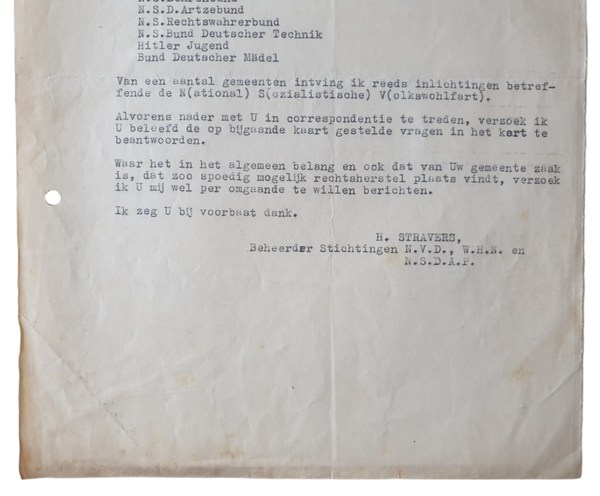 N.S.D.Artzebund
N.S.Rechtswahrerbund
N.S.Bund Deutscher Technik
Hitler Jugend
Bund Deutscher Mädel
Van een aantal gemeenten intving ik reeds inlichtingen betref-
fende de N(ational) S(ozialistische) V(olkswohlfart).
Alvorens nader met U in correspondentie te treden, verzoek ik
U beleefd de op bijgaande kaart gestelde vragen in het kort te
beantwoorden.
Waar het in het algemeen belang en ook dat van Uw gemeente zaak
is, dat zoo spoedig mogelijk rechtsherstel plaats vindt, verzoek
ik U mij wel per omgaande te willen berichten.
Ik zeg U bij voorbaat dank.
H. STRAVERS,
Beheerder Stichtingen N.V.D., W.H.N. en
N.S.D.A.P.